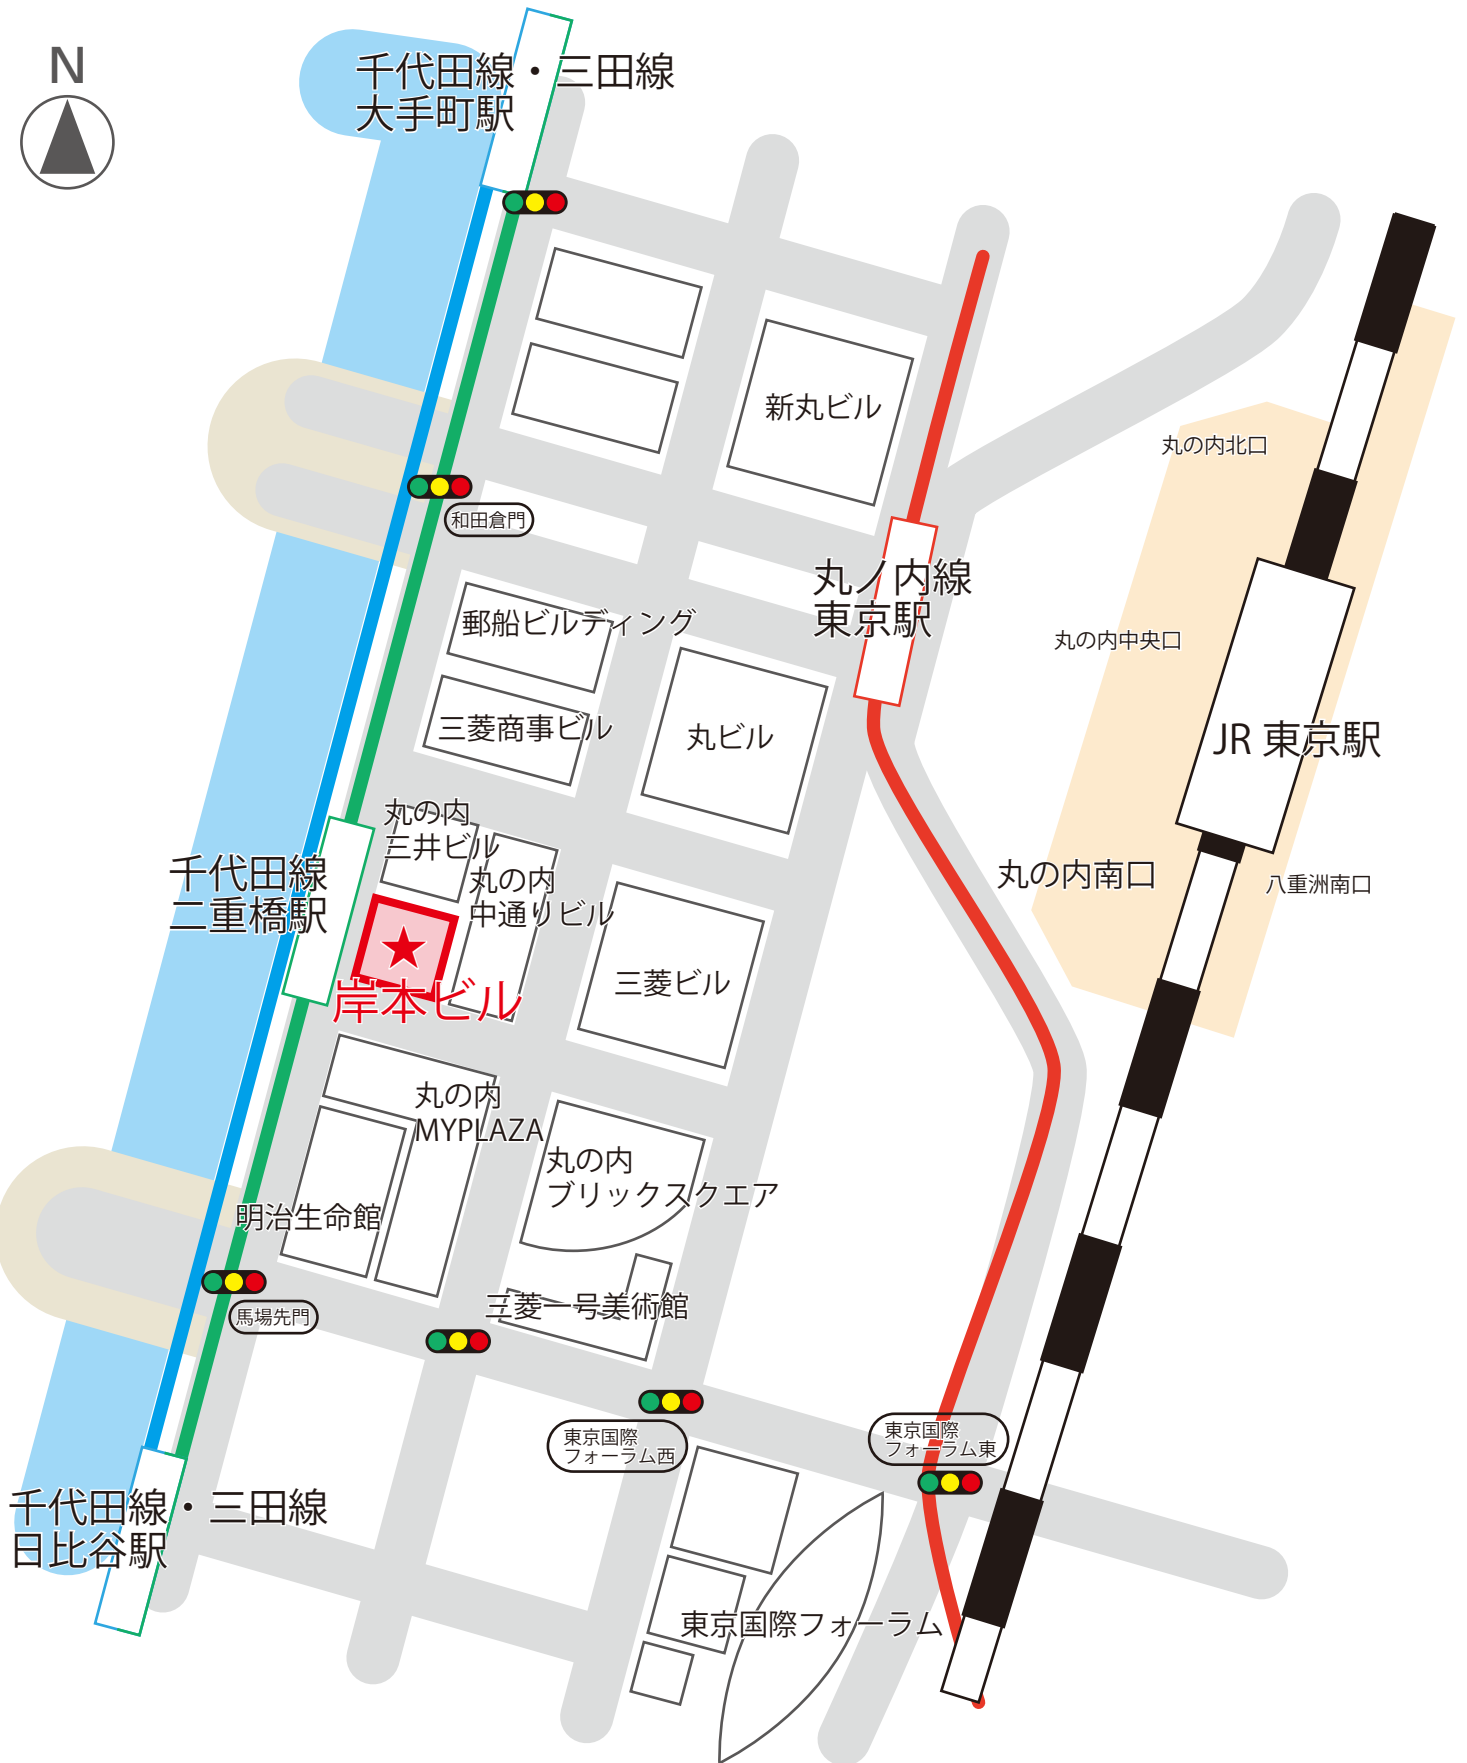 N
千代田線・三田線
大手町駅
新丸ビル
丸の内北口
和田倉門
丸ノ内線
東京駅
郵船ビルディング
丸の内中央口
三菱商事ビル
丸ビル
JR 東京駅
丸の内
三井ビル
千代田線
二重橋駅
丸の内
中通りビル
丸の内南口
八重洲南口
三菱ビル
岸本ビル
丸の内
MYPLAZA
丸の内
ブリックスクエア
明治生命館
三菱一号美術館
馬場先門
東京国際
フォーラム西
東京国際
フォーラム東
千代田線・三田線
日比谷駅
東京国際フォーラム